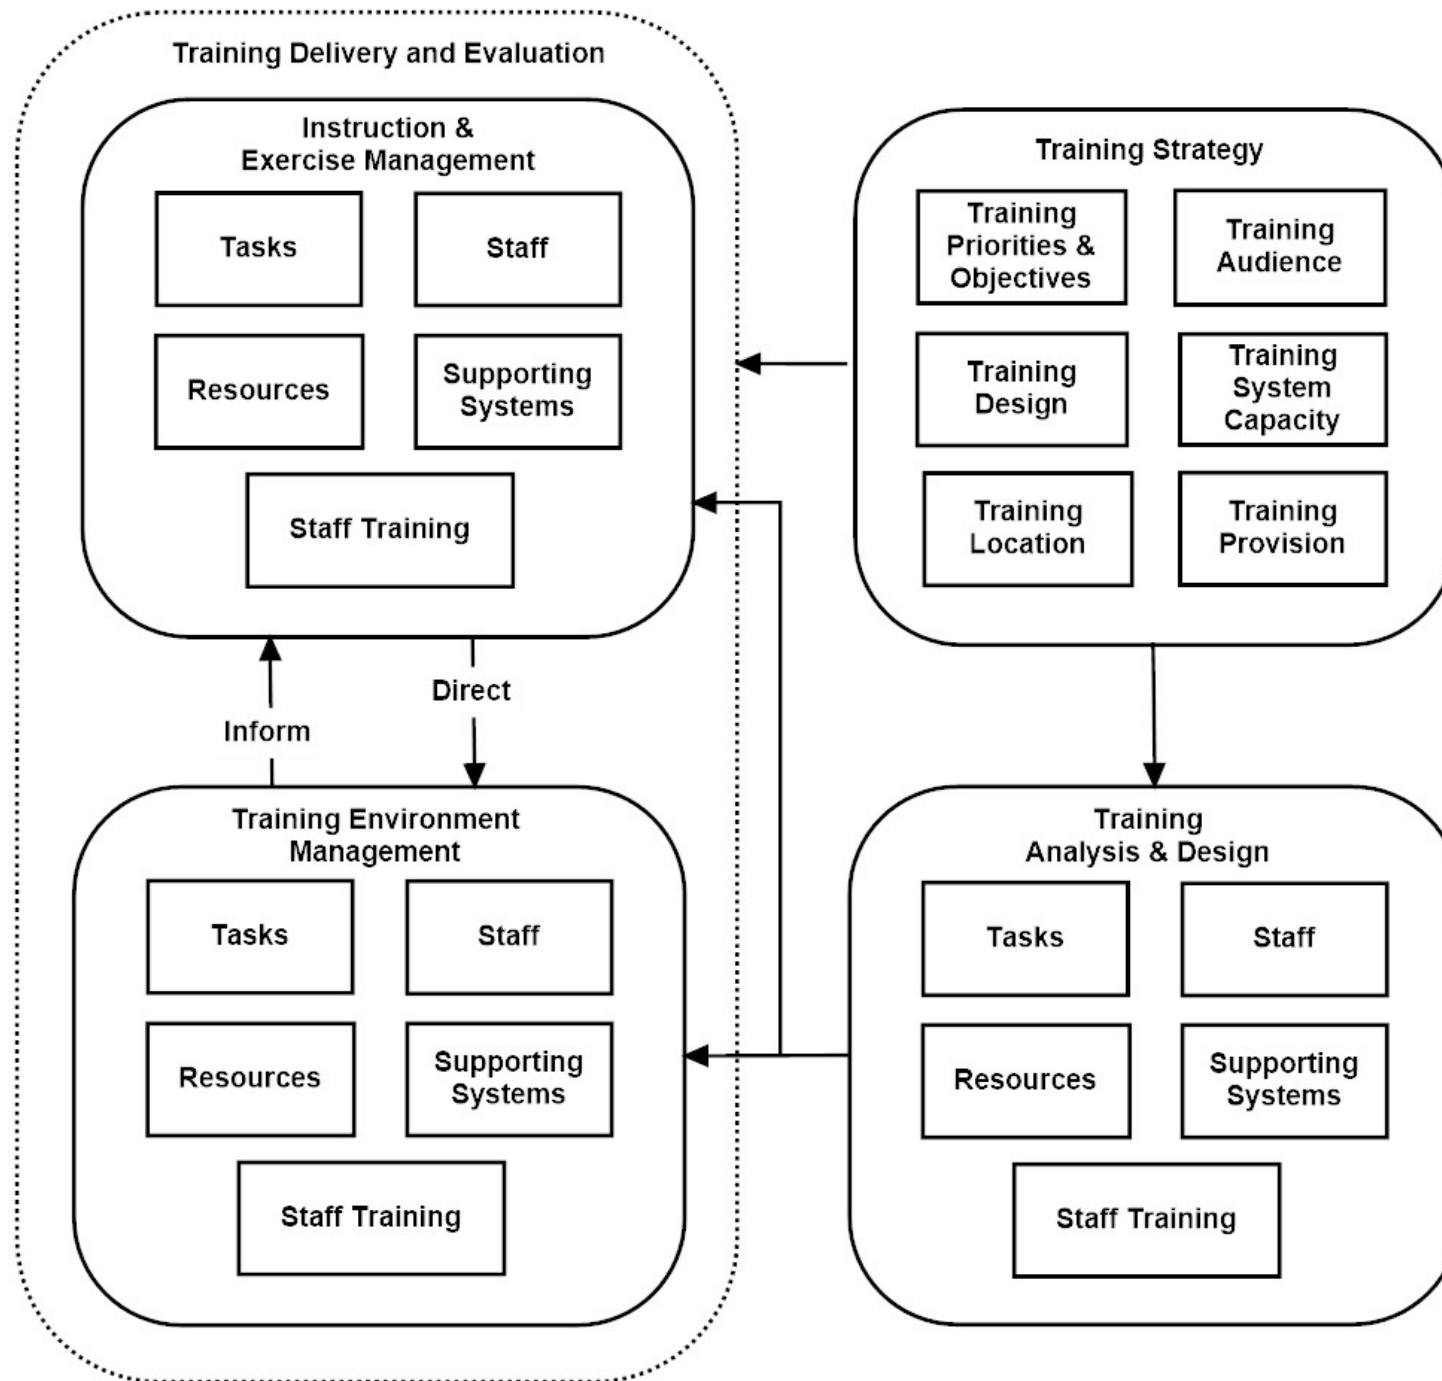 Training Delivery and Evaluation
Instruction &
Exercise Management
Tasks
Staff
Resources
Supporting
Systems
Staff Training
Inform
Direct
Training Environment
Management
Tasks
Staff
Resources
Supporting
Systems
Staff Training
Training Strategy
Training
Priorities &
Objectives
Training
Audience
Training
Design
Training
System
Capacity
Training
Location
Training
Provision
Training
Analysis & Design
Tasks
Staff
Resources
Supporting
Systems
Staff Training